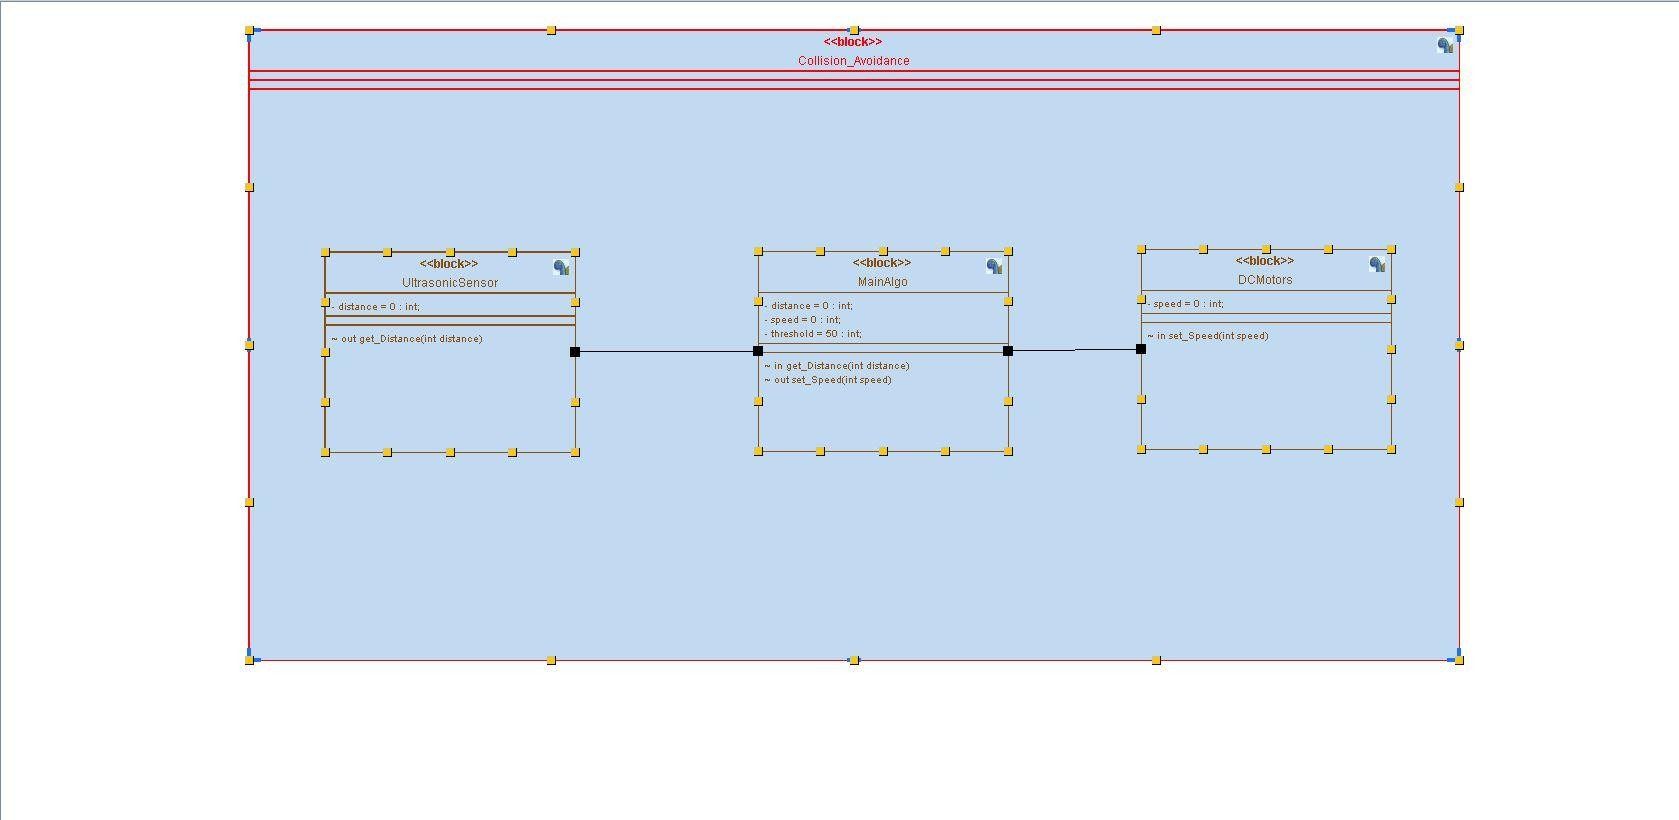 <<block>>
Collision_Avoidance
<<block>>
UltrasonicSensor
- distance = 0 : int;
~ out get_Distance(int distance)
<<block>>
MainAlgo
- distance = 0 : int;
- speed = 0 : int;
- threshold = 50 : int;
~ in get_Distance(int distance)
~ out set_Speed(int speed)
<<block>>
DCMotors
- speed = 0 : int;
~ in set_Speed(int speed)